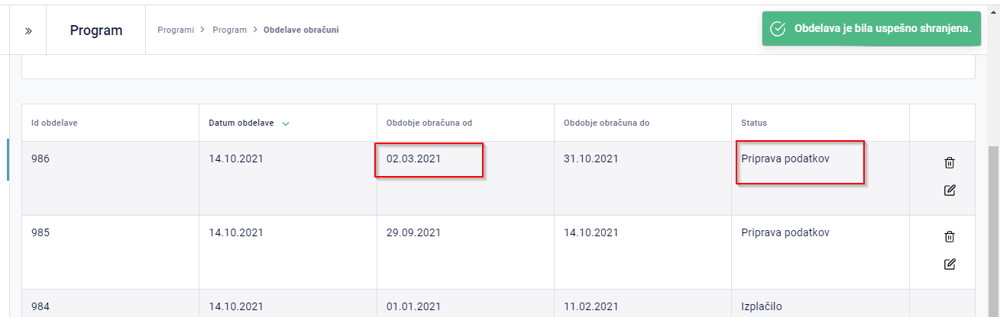 Program
Programi > Program > Obdelave obračuni
Obdelava je bila uspešno shranjena.
Id obdelave Datum obdelave Obdobje obračuna od Obdobje obračuna do Status
986 14.10.2021 02.03.2021 31.10.2021 Priprava podatkov
985 14.10.2021 29.09.2021 14.10.2021 Priprava podatkov
984 14.10.2021 01.01.2021 11.02.2021 Izplačilo